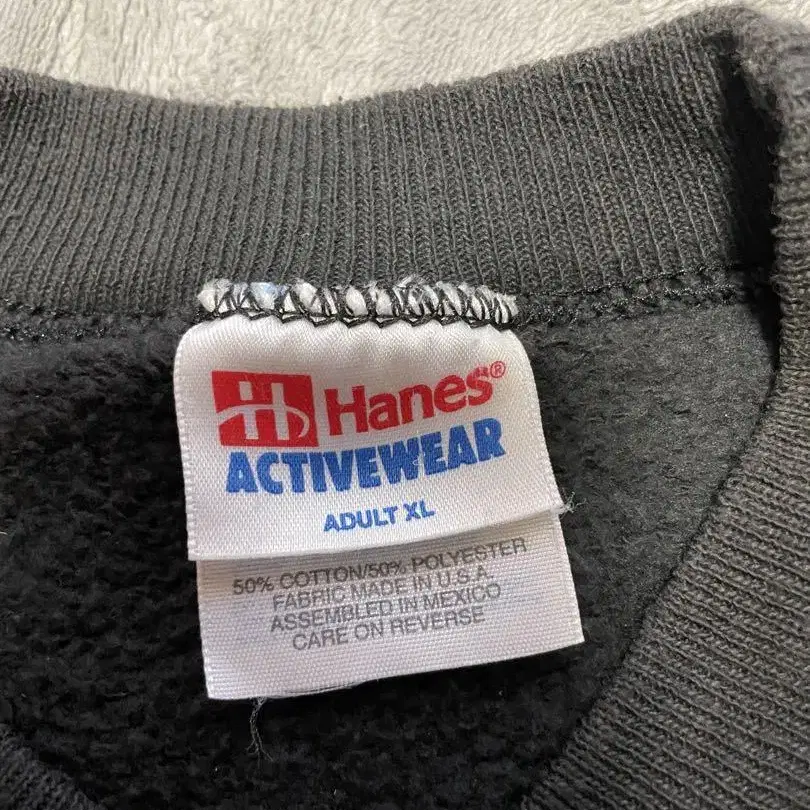 H Hanes®
ACTIVEWEAR
ADULT XL
50% COTTON/50% POLYESTER
FABRIC MADE IN U.S.A.
ASSEMBLED IN MEXICO
CARE ON REVERSE